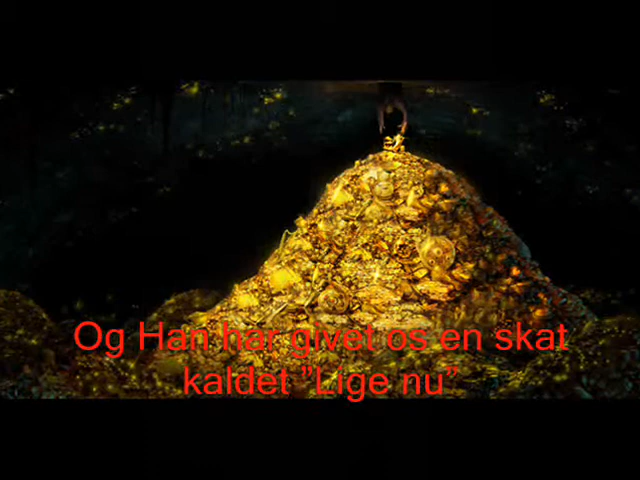 Og Han har givet os en skat
kaldet ”Lige nu”